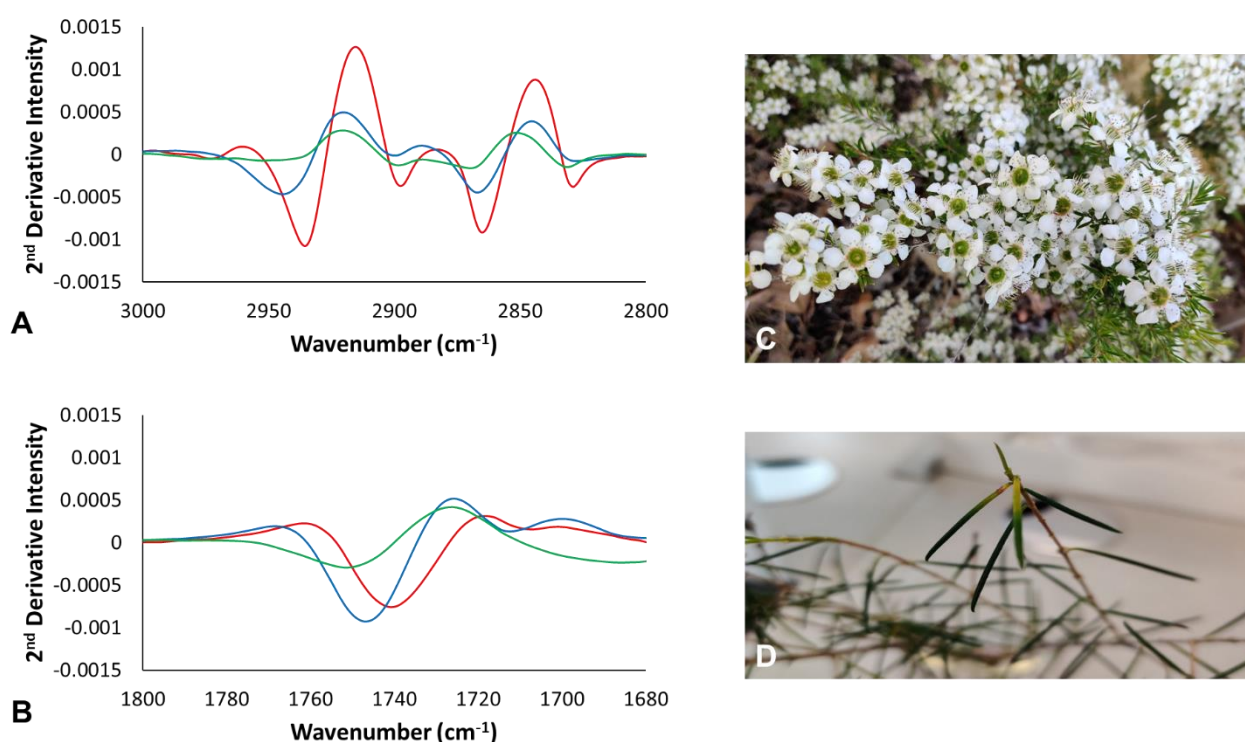 A
2nd Derivative Intensity
0.0015
0.001
0.0005
0
-0.0005
-0.001
-0.0015
3000 2950 2900 2850 2800
Wavenumber (cm-1)
B
2nd Derivative Intensity
0.0015
0.001
0.0005
0
-0.0005
-0.001
-0.0015
1800 1780 1760 1740 1720 1700 1680
Wavenumber (cm-1)
C
D